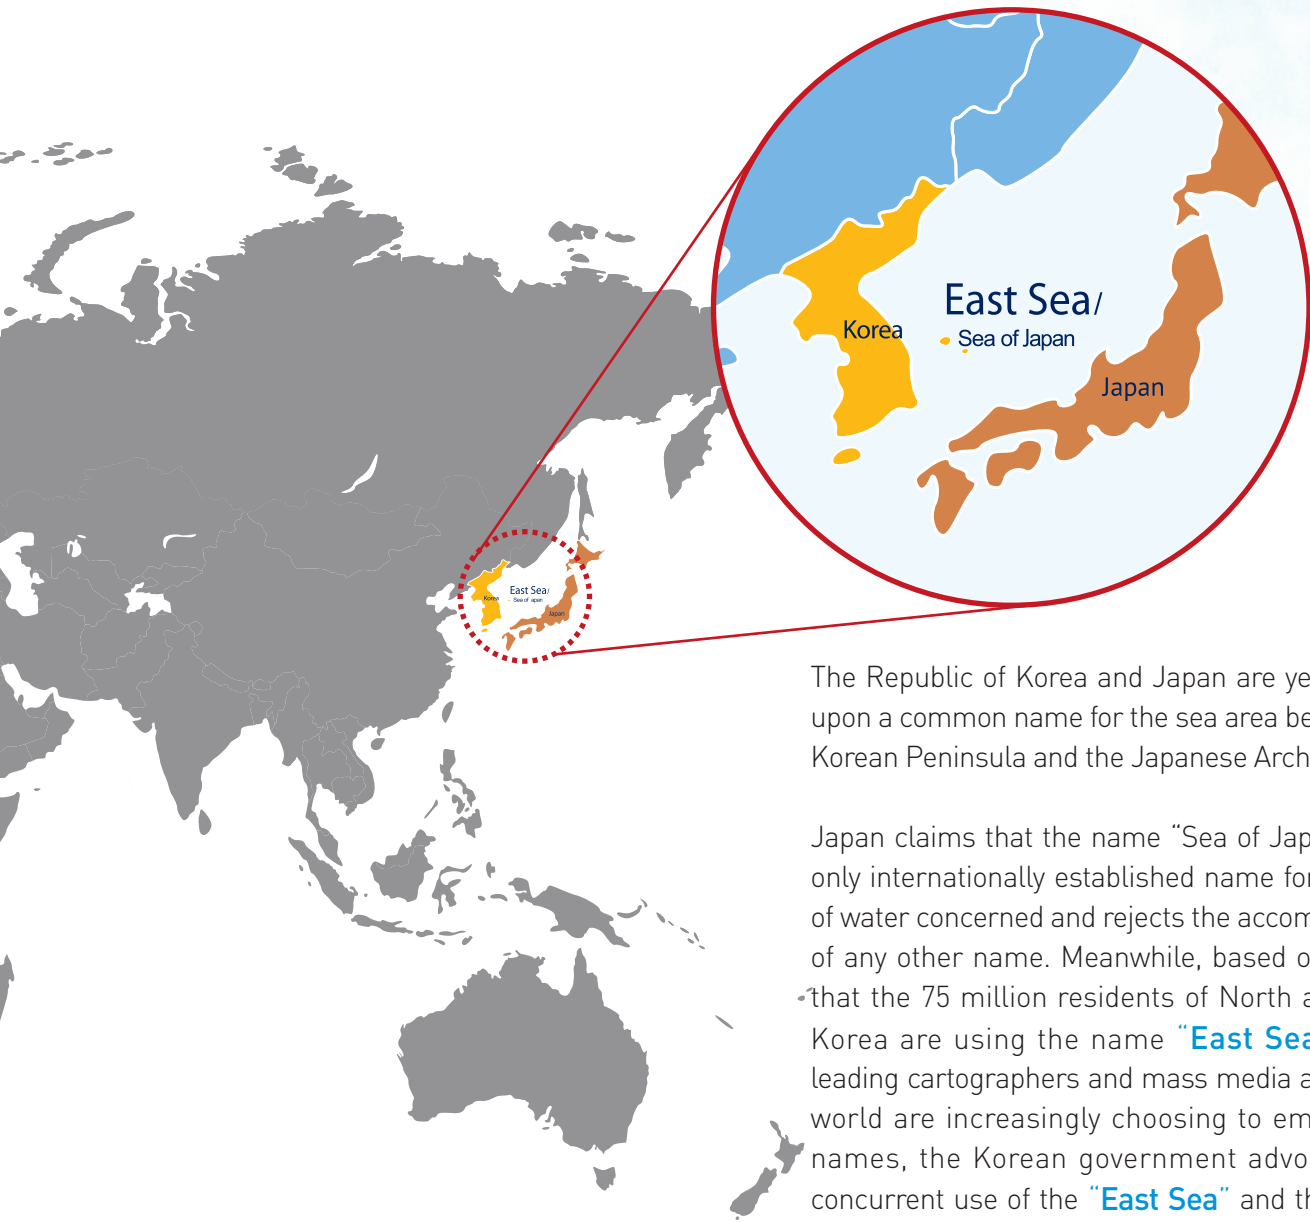 East Sea/
Sea of Japan
Korea
Japan
East Sea/
Sea of apan
Korea
Japan
The Republic of Korea and Japan are ye
upon a common name for the sea area be
Korean Peninsula and the Japanese Arch
Japan claims that the name “Sea of Jap
only internationally established name for
of water concerned and rejects the accom
of any other name. Meanwhile, based o
that the 75 million residents of North a
Korea are using the name “East Sea
leading cartographers and mass media a
world are increasingly choosing to em
names, the Korean government advo
concurrent use of the “East Sea” and th